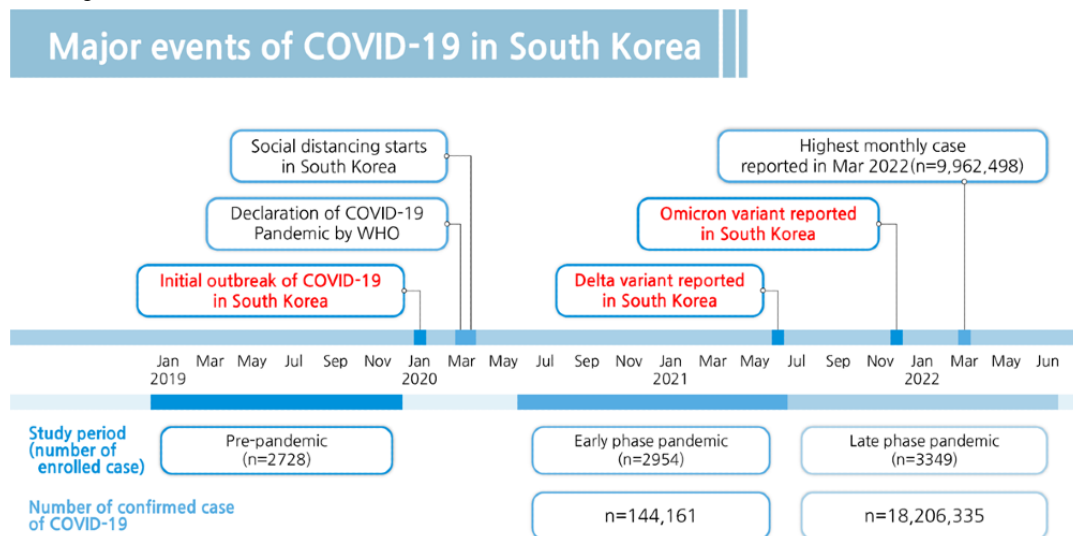 Major events of COVID-19 in South Korea
Social distancing starts
in South Korea
Highest monthly case
reported in Mar 2022(n=9,962,498)
Declaration of COVID-19
Pandemic by WHO
Omicron variant reported
in South Korea
Initial outbreak of COVID-19
in South Korea
Delta variant reported
in South Korea
Jan Mar May Jul Sep Nov Jan Mar May Jul Sep Nov Jan Mar May Jul Sep Nov Jan Mar Jun
2019 2020 2021 2022
Study period
(number of
enrolled case)
Pre-pandemic
(n=2728)
Early phase pandemic
(n=2954)
Late phase pandemic
(n=3349)
Number of confirmed case
of COVID-19
n=144,161
n=18,206,335